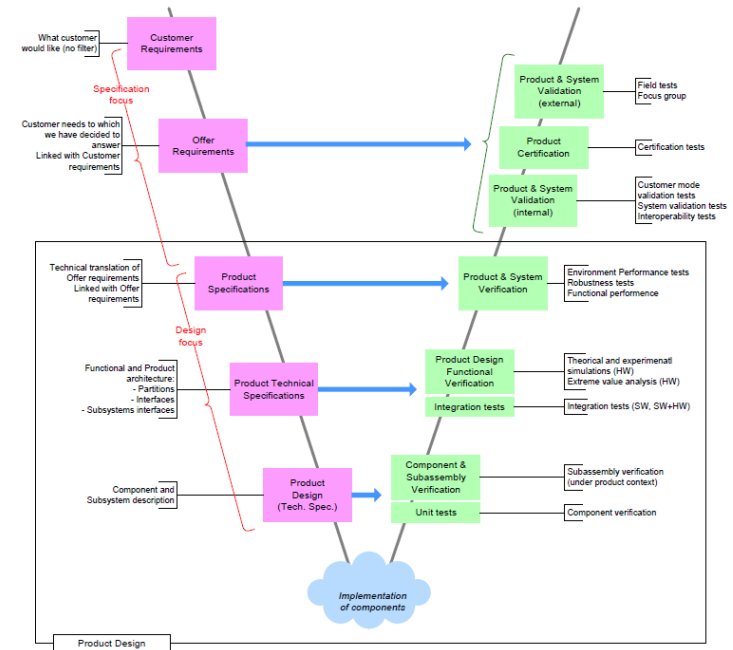 What customer
would like (no filter)
Customer
Requirements
Specification
focus
Product & System
Validation
(external)
Field tests
Focus group
Customer needs to which
we have decided to
answer
Linked with Customer
requirements
Offer
Requirements
Product
Certification
Certification tests
Product & System
Validation
(internal)
Customer mode
validation tests
System validation tests
Interoperability tests
Technical translation of
Offer requirements
Linked with Offer
requirements
Product
Specifications
Product & System
Verification
Environment Performance tests
Robustness tests
Functional performance
Design
focus
Functional and Product
architecture:
- Partitions
- Interfaces
- Subsystems interfaces
Product Technical
Specifications
Product Design
Functional
Verification
Theorical and experimenatl
simulations (HW)
Extreme value analysis (HW)
Integration tests
Integration tests (SW, SW+HW)
Component and
Subsystem description
Product
Design
(Tech. Spec.)
Component &
Subassembly
Verification
Subassembly verification
(under product context)
Unit tests
Component verification
Implementation
of components
Product Design